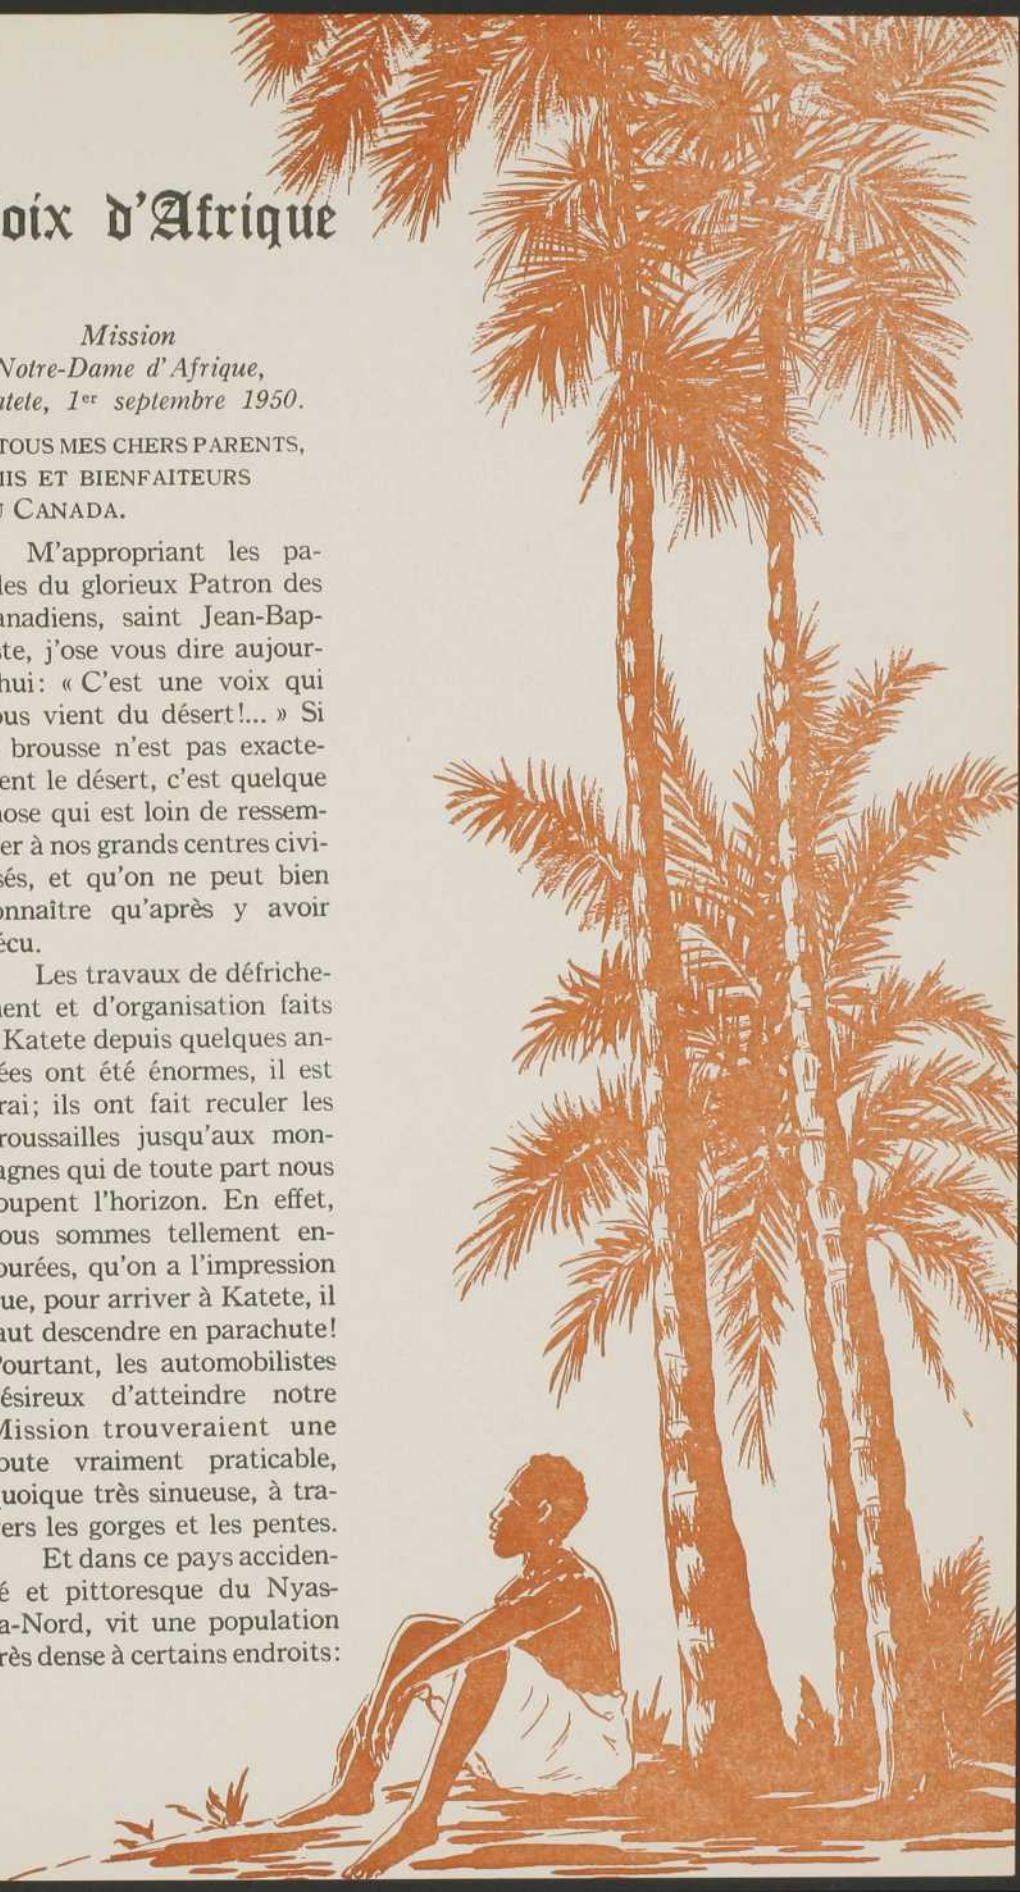 oix d'Afrique
Mission
Notre-Dame d'Afrique,
atete, 1er septembre 1950.
TOUS MES CHERS PARENTS,
IS ET BIENFAITEURS
CANADA.
M'appropriant les pa-
les du glorieux Patron des
anadiens, saint Jean-Bap-
te, j'ose vous dire aujour-
hui: « C'est une voix qui
ous vient du désert!... » Si
brousse n'est pas exacte-
ent le désert, c'est quelque
ose qui est loin de ressem-
er à nos grands centres civi-
sés, et qu'on ne peut bien
onnaître qu'après y avoir
écu.
Les travaux de défriche-
ent et d'organisation faits
Katete depuis quelques an-
ées ont été énormes, il est
rai; ils ont fait reculer les
roussailles jusqu'aux mon-
agnes qui de toute part nous
oupent l'horizon. En effet,
ous sommes tellement en-
ourées, qu'on a l'impression
ue, pour arriver à Katete, il
aut descendre en parachute!
Pourtant, les automobilistes
ésireux d'atteindre notre
Mission trouveraient une
oute vraiment praticable,
uoique très sinueuse, à tra-
ers les gorges et les pentes.
Et dans ce pays acciden-
é et pittoresque du Nyas-
a-Nord, vit une population
rès dense à certains endroits: